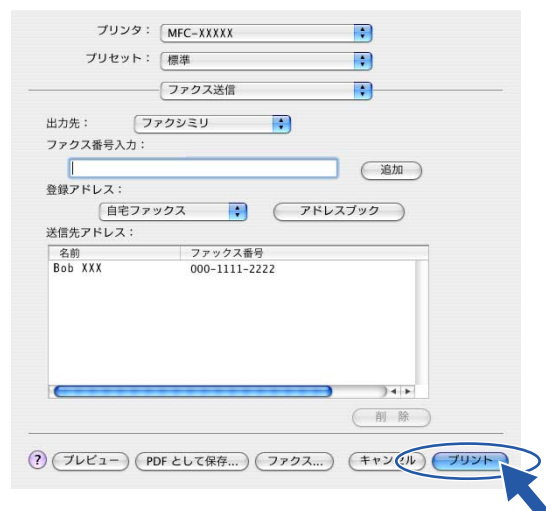 プリンタ： MFC-XXXXX
プリセット： 標準
ファクス送信
出力先： ファクシミリ
ファクス番号入力：
追加
登録アドレス：
自宅ファックス アドレスブック
送信先アドレス：
名前 ファックス番号
Bob XXX 000-1111-2222
削除
? プレビュー PDF として保存... ファクス... キャンセル プリント